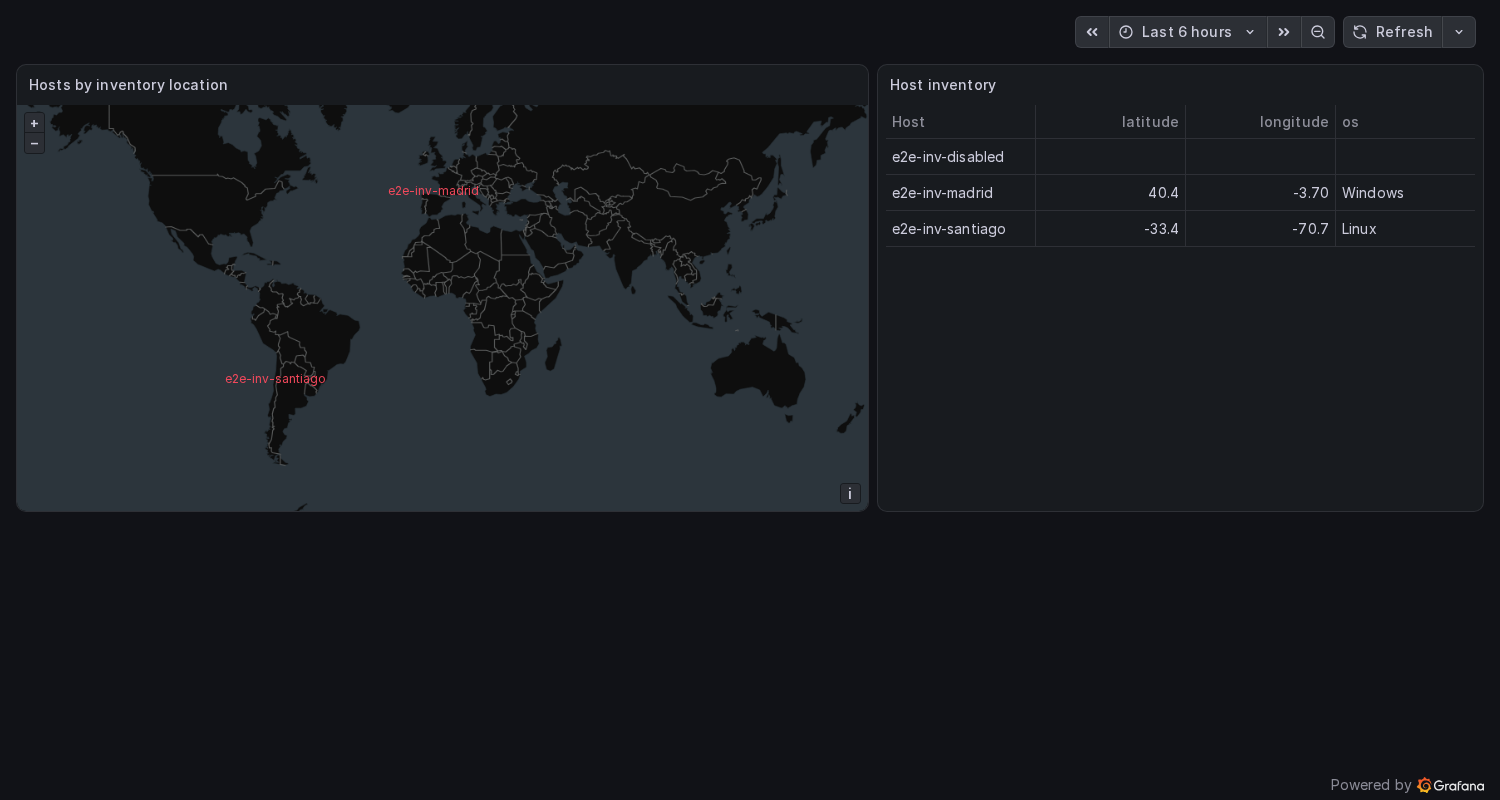 Last 6 hours
Refresh
Hosts by inventory location
+
−
e2e-inv-madrid
e2e-inv-santiago
i
Host inventory
Host latitude longitude os
e2e-inv-disabled
e2e-inv-madrid 40.4 -3.70 Windows
e2e-inv-santiago -33.4 -70.7 Linux
Powered by Grafana